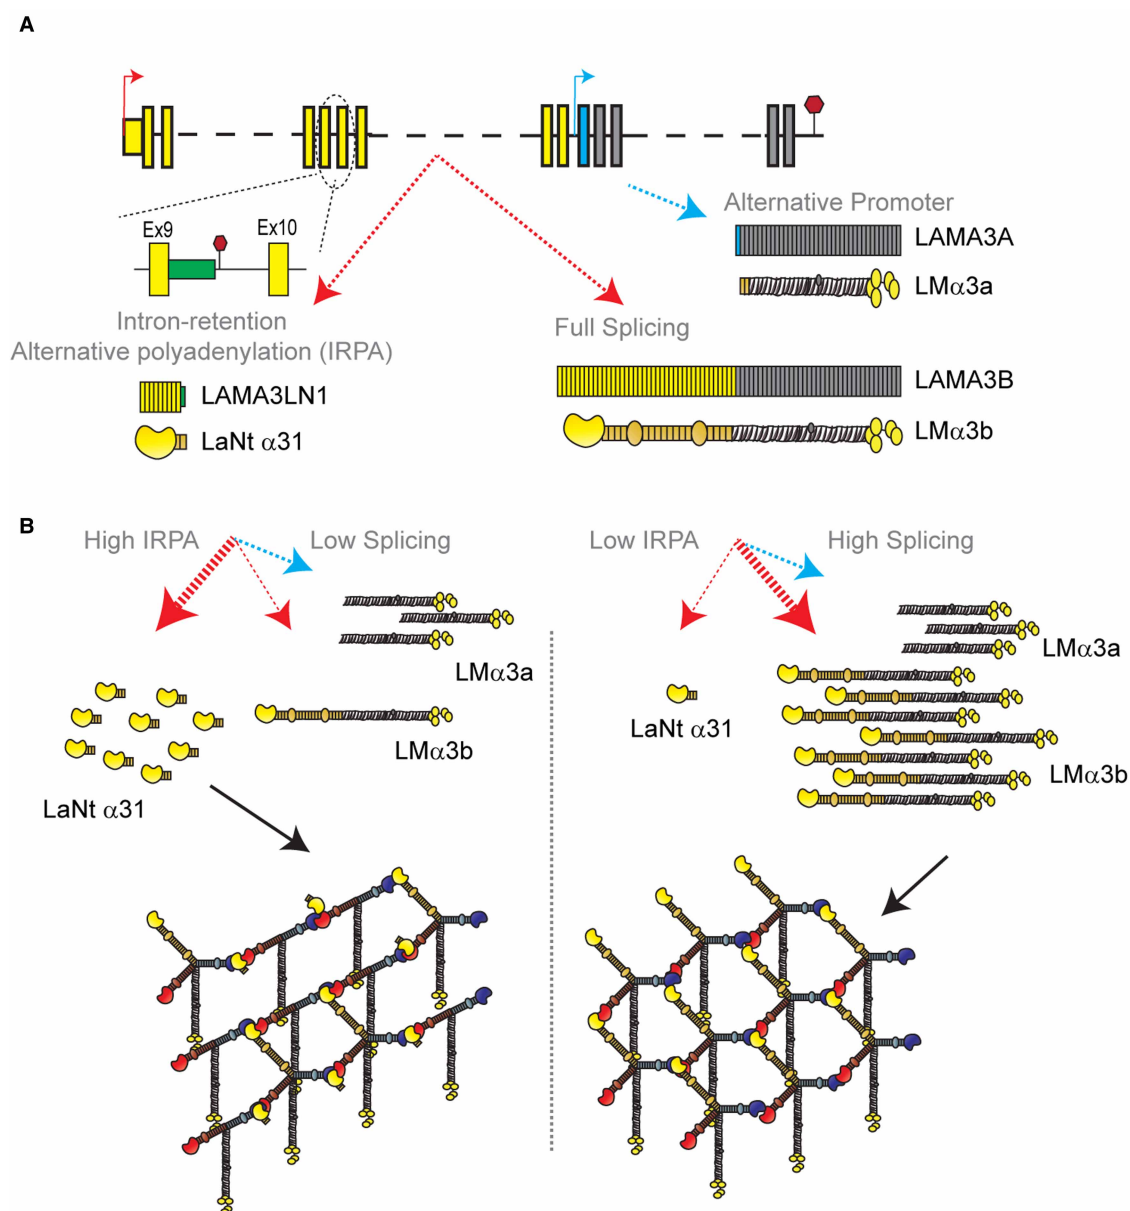 A
Ex9
Ex10
Alternative Promoter
LAMA3A
LMα3a
Intron-retention
Alternative polyadenylation (IRPA)
LAMA3LN1
LaNt α31
Full Splicing
LAMA3B
LMα3b
B
High IRPA
Low Splicing
LMα3a
LMα3b
LaNt α31
Low IRPA
High Splicing
LMα3a
LaNt α31
LMα3b